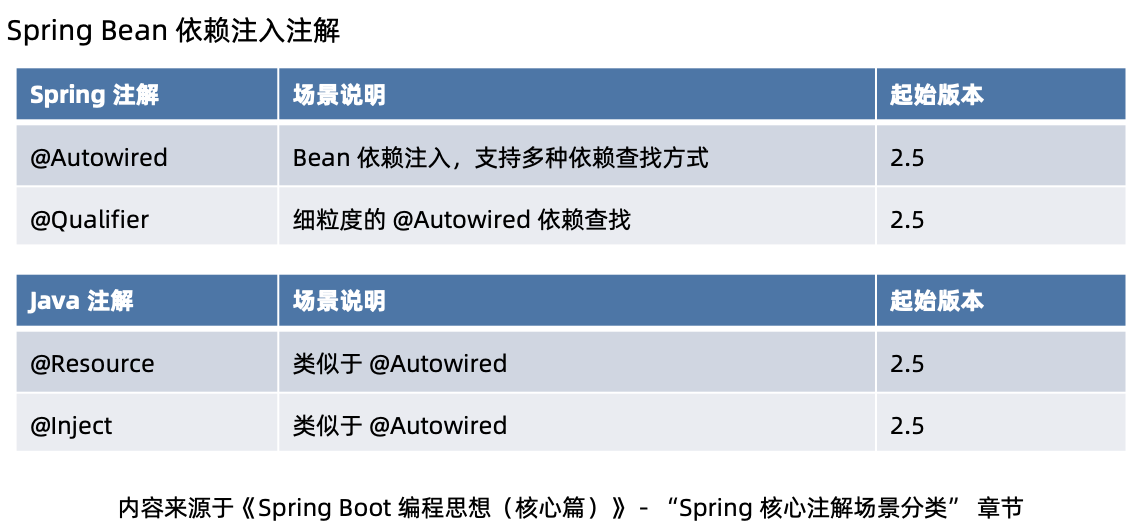 Spring Bean 依赖注入注解
Spring 注解 场景说明 起始版本
@Autowired Bean 依赖注入，支持多种依赖查找方式 2.5
@Qualifier 细粒度的 @Autowired 依赖查找 2.5
Java 注解 场景说明 起始版本
@Resource 类似于 @Autowired 2.5
@Inject 类似于 @Autowired 2.5
内容来源于《Spring Boot 编程思想（核心篇）》 - “Spring 核心注解场景分类” 章节